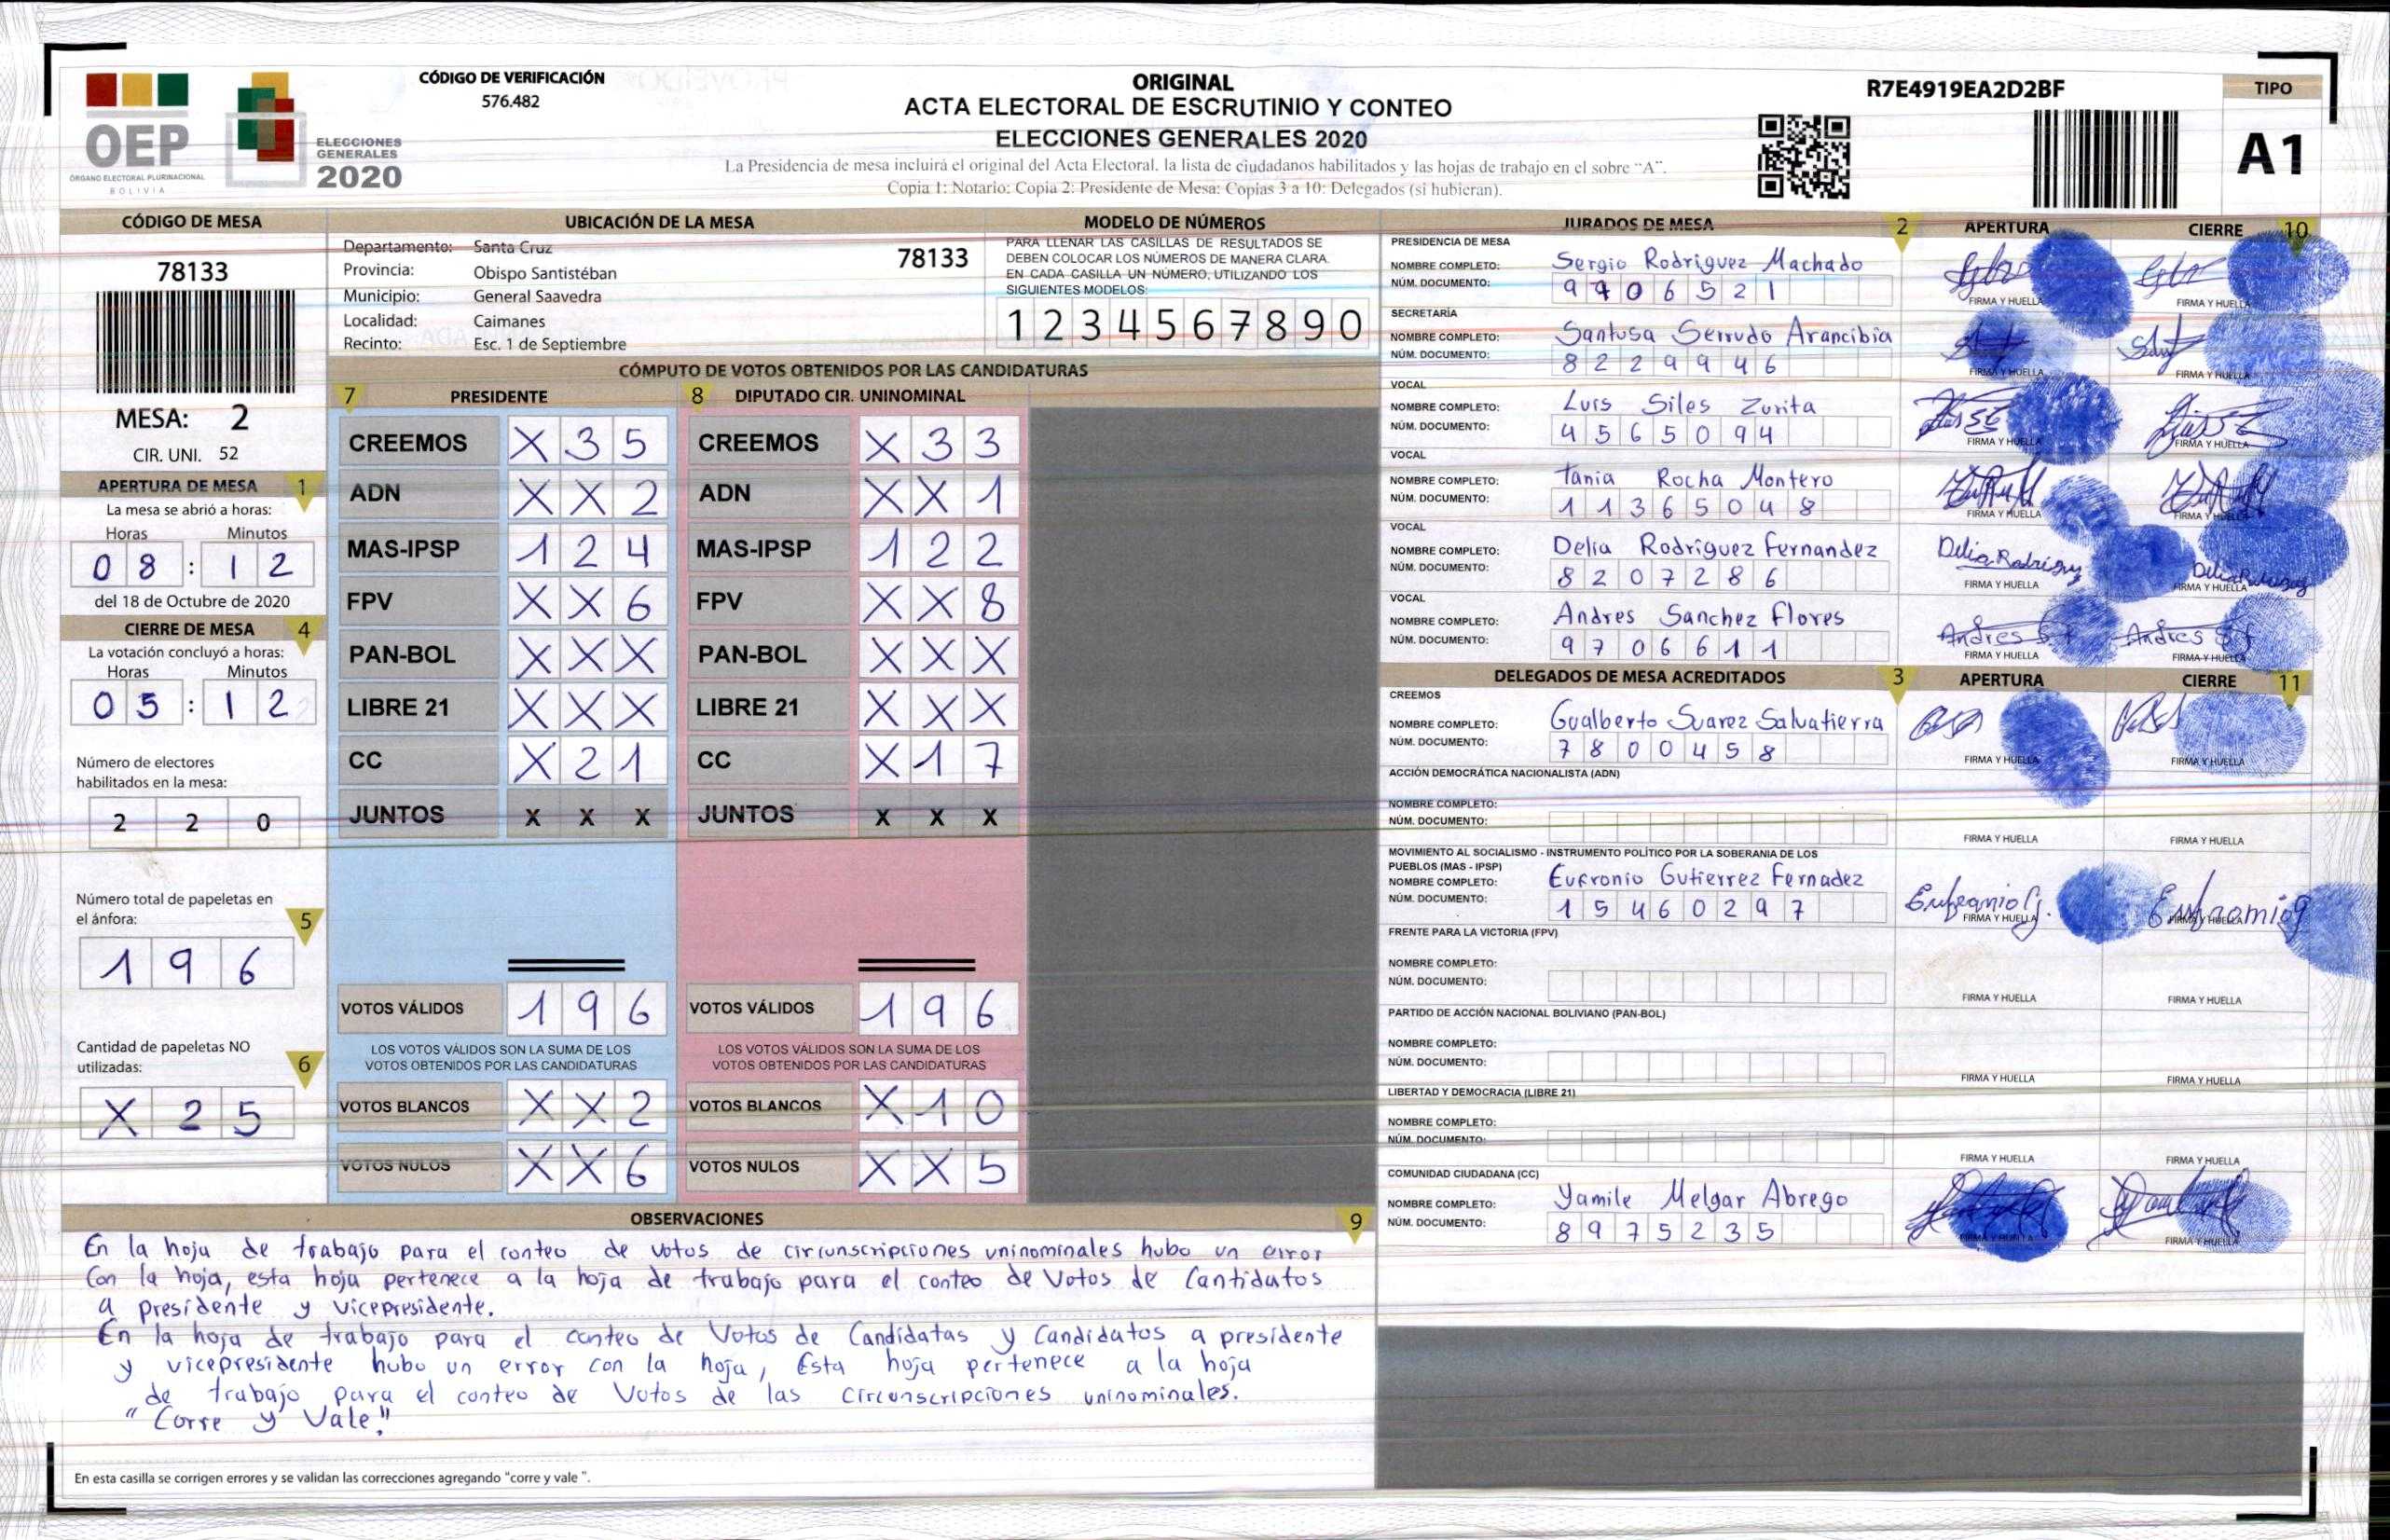 CÓDIGO DE VERIFICACIÓN
576.482
OEP
ÓRGANO ELECTORAL PLURINACIONAL
BOLIVIA
ELECCIONES
GENERALES
2020
ORIGINAL
ACTA ELECTORAL DE ESCRUTINIO Y CONTEO
ELECCIONES GENERALES 2020
La Presidencia de mesa incluirá el original del Acta Electoral, la lista de ciudadanos habilitados y las hojas de trabajo en el sobre "A".
Copia 1: Notario; Copia 2: Presidente de Mesa; Copias 3 a 10: Delegados (si hubieran).
R7E4919EA2D2BF
TIPO
A1
CÓDIGO DE MESA
78133
MESA: 2
CIR. UNI. 52
APERTURA DE MESA 1
La mesa se abrió a horas:
Horas Minutos
0 8 : 1 2
del 18 de Octubre de 2020
CIERRE DE MESA 4
La votación concluyó a horas:
Horas Minutos
0 5 : 1 2
Número de electores
habilitados en la mesa:
2 2 0
Número total de papeletas en
el ánfora: 5
1 9 6
Cantidad de papeletas NO
utilizadas: 6
X 2 5
UBICACIÓN DE LA MESA
Departamento: Santa Cruz
78133
Provincia: Obispo Santistéban
Municipio: General Saavedra
Localidad: Caimanes
Recinto: Esc. 1 de Septiembre
MODELO DE NÚMEROS
PARA LLENAR LAS CASILLAS DE RESULTADOS SE
DEBEN COLOCAR LOS NÚMEROS DE MANERA CLARA.
EN CADA CASILLA UN NÚMERO, UTILIZANDO LOS
SIGUIENTES MODELOS:
1 2 3 4 5 6 7 8 9 0
CÓMPUTO DE VOTOS OBTENIDOS POR LAS CANDIDATURAS
7 PRESIDENTE 8 DIPUTADO CIR. UNINOMINAL
CREEMOS X 3 5 CREEMOS X 3 3
ADN X X 2 ADN X X 1
MAS-IPSP 1 2 4 MAS-IPSP 1 2 2
FPV X X 6 FPV X X 8
PAN-BOL X X X PAN-BOL X X X
LIBRE 21 X X X LIBRE 21 X X X
CC X 2 1 CC X 1 7
JUNTOS X X X JUNTOS X X X
VOTOS VÁLIDOS 1 9 6 VOTOS VÁLIDOS 1 9 6
LOS VOTOS VÁLIDOS SON LA SUMA DE LOS LOS VOTOS VÁLIDOS SON LA SUMA DE LOS
VOTOS OBTENIDOS POR LAS CANDIDATURAS VOTOS OBTENIDOS POR LAS CANDIDATURAS
VOTOS BLANCOS X X 2 VOTOS BLANCOS X 1 0
VOTOS NULOS X X 6 VOTOS NULOS X X 5
OBSERVACIONES 9
En la hoja de trabajo para el conteo de votos de circunscripciones uninominales hubo un error
Con la hoja, esta hoja pertenece a la hoja de trabajo para el conteo de Votos de Cantidatos
a presidente y vicepresidente.
En la hoja de trabajo para el conteo de Votos de Candidatas y Candidatos a presidente
y vicepresidente hubo un error con la hoja, Esta hoja pertenece a la hoja
de trabajo para el conteo de Votos de las circunscripciones uninominales.
"Corre y Vale"
En esta casilla se corrigen errores y se validan las correcciones agregando "corre y vale ".
JURADOS DE MESA 2 APERTURA CIERRE 10
PRESIDENCIA DE MESA
NOMBRE COMPLETO: Sergio Rodriguez Machado
NÚM. DOCUMENTO: 9 4 0 6 5 2 1
FIRMA Y HUELLA FIRMA Y HUELLA
SECRETARÍA
NOMBRE COMPLETO: Santusa Serrudo Arancibia
NÚM. DOCUMENTO: 8 2 2 9 9 4 6
FIRMA Y HUELLA FIRMA Y HUELLA
VOCAL
NOMBRE COMPLETO: Luis Siles Zurita
NÚM. DOCUMENTO: 4 5 6 5 0 9 4
FIRMA Y HUELLA FIRMA Y HUELLA
VOCAL
NOMBRE COMPLETO: Tania Rocha Montero
NÚM. DOCUMENTO: 1 1 3 6 5 0 4 8
FIRMA Y HUELLA FIRMA Y HUELLA
VOCAL
NOMBRE COMPLETO: Delia Rodriguez Fernandez
NÚM. DOCUMENTO: 8 2 0 7 2 8 6
FIRMA Y HUELLA FIRMA Y HUELLA
VOCAL
NOMBRE COMPLETO: Andres Sanchez Flores
NÚM. DOCUMENTO: 9 7 0 6 6 1 1
FIRMA Y HUELLA FIRMA Y HUELLA
DELEGADOS DE MESA ACREDITADOS 3 APERTURA CIERRE 11
CREEMOS
NOMBRE COMPLETO: Gualberto Suarez Salvatierra
NÚM. DOCUMENTO: 7 8 0 0 4 5 8
FIRMA Y HUELLA FIRMA Y HUELLA
ACCIÓN DEMOCRÁTICA NACIONALISTA (ADN)
NOMBRE COMPLETO:
NÚM. DOCUMENTO:
FIRMA Y HUELLA FIRMA Y HUELLA
MOVIMIENTO AL SOCIALISMO - INSTRUMENTO POLÍTICO POR LA SOBERANIA DE LOS
PUEBLOS (MAS - IPSP)
NOMBRE COMPLETO: Eufronio Gutierrez Fernadez
NÚM. DOCUMENTO: 1 5 4 6 0 2 9 7
FIRMA Y HUELLA FIRMA Y HUELLA
FRENTE PARA LA VICTORIA (FPV)
NOMBRE COMPLETO:
NÚM. DOCUMENTO:
FIRMA Y HUELLA FIRMA Y HUELLA
PARTIDO DE ACCIÓN NACIONAL BOLIVIANO (PAN-BOL)
NOMBRE COMPLETO:
NÚM. DOCUMENTO:
FIRMA Y HUELLA FIRMA Y HUELLA
LIBERTAD Y DEMOCRACIA (LIBRE 21)
NOMBRE COMPLETO:
NÚM. DOCUMENTO:
FIRMA Y HUELLA FIRMA Y HUELLA
COMUNIDAD CIUDADANA (CC)
NOMBRE COMPLETO: Yamile Melgar Abrego
NÚM. DOCUMENTO: 8 9 7 5 2 3 5
FIRMA Y HUELLA FIRMA Y HUELLA